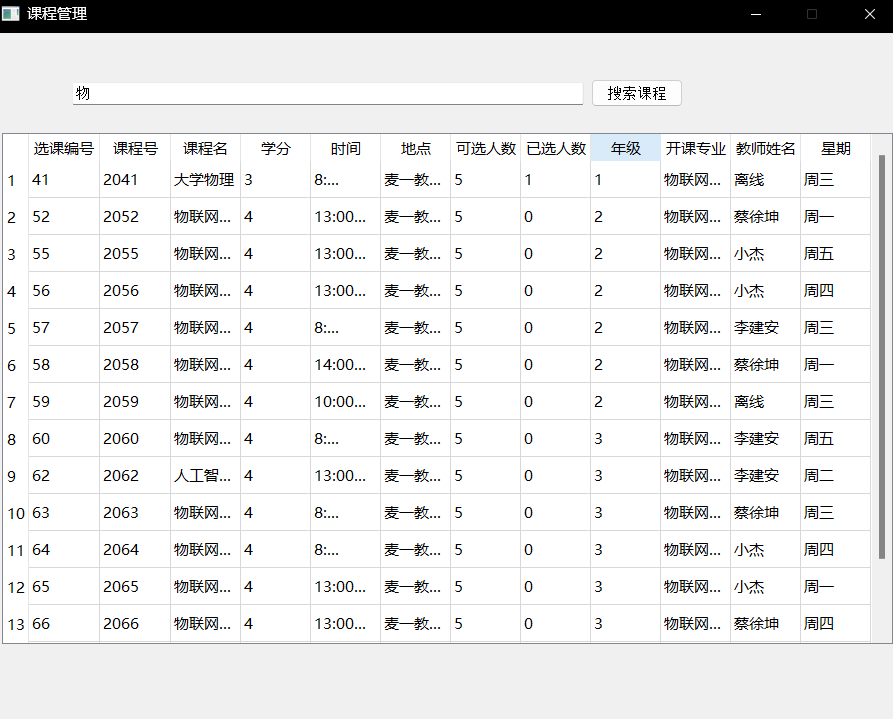 课程管理
物 搜索课程
选课编号 课程号 课程名 学分 时间 地点 可选人数 已选人数 年级 开课专业 教师姓名 星期
1 41 2041 大学物理 3 8:... 麦一教... 5 1 1 物联网... 离线 周三
2 52 2052 物联网... 4 13:00... 麦一教... 5 0 2 物联网... 蔡徐坤 周一
3 55 2055 物联网... 4 13:00... 麦一教... 5 0 2 物联网... 小杰 周五
4 56 2056 物联网... 4 13:00... 麦一教... 5 0 2 物联网... 小杰 周四
5 57 2057 物联网... 4 8:... 麦一教... 5 0 2 物联网... 李建安 周三
6 58 2058 物联网... 4 14:00... 麦一教... 5 0 2 物联网... 蔡徐坤 周一
7 59 2059 物联网... 4 10:00... 麦一教... 5 0 2 物联网... 离线 周三
8 60 2060 物联网... 4 8:... 麦一教... 5 0 3 物联网... 李建安 周五
9 62 2062 人工智... 4 13:00... 麦一教... 5 0 3 物联网... 李建安 周二
10 63 2063 物联网... 4 8:... 麦一教... 5 0 3 物联网... 蔡徐坤 周三
11 64 2064 物联网... 4 8:... 麦一教... 5 0 3 物联网... 小杰 周四
12 65 2065 物联网... 4 13:00... 麦一教... 5 0 3 物联网... 小杰 周一
13 66 2066 物联网... 4 13:00... 麦一教... 5 0 3 物联网... 蔡徐坤 周四